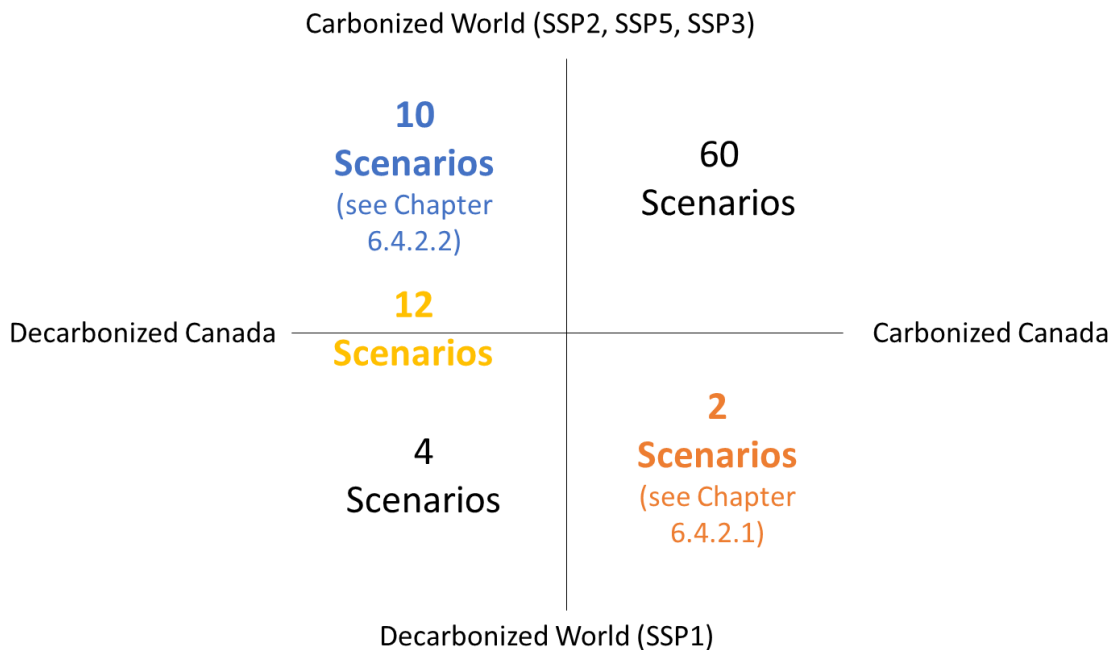 Carbonized World (SSP2, SSP5, SSP3)
10
Scenarios
(see Chapter
6.4.2.2)
60
Scenarios
12
Scenarios
Decarbonized Canada
Carbonized Canada
4
Scenarios
2
Scenarios
(see Chapter
6.4.2.1)
Decarbonized World (SSP1)